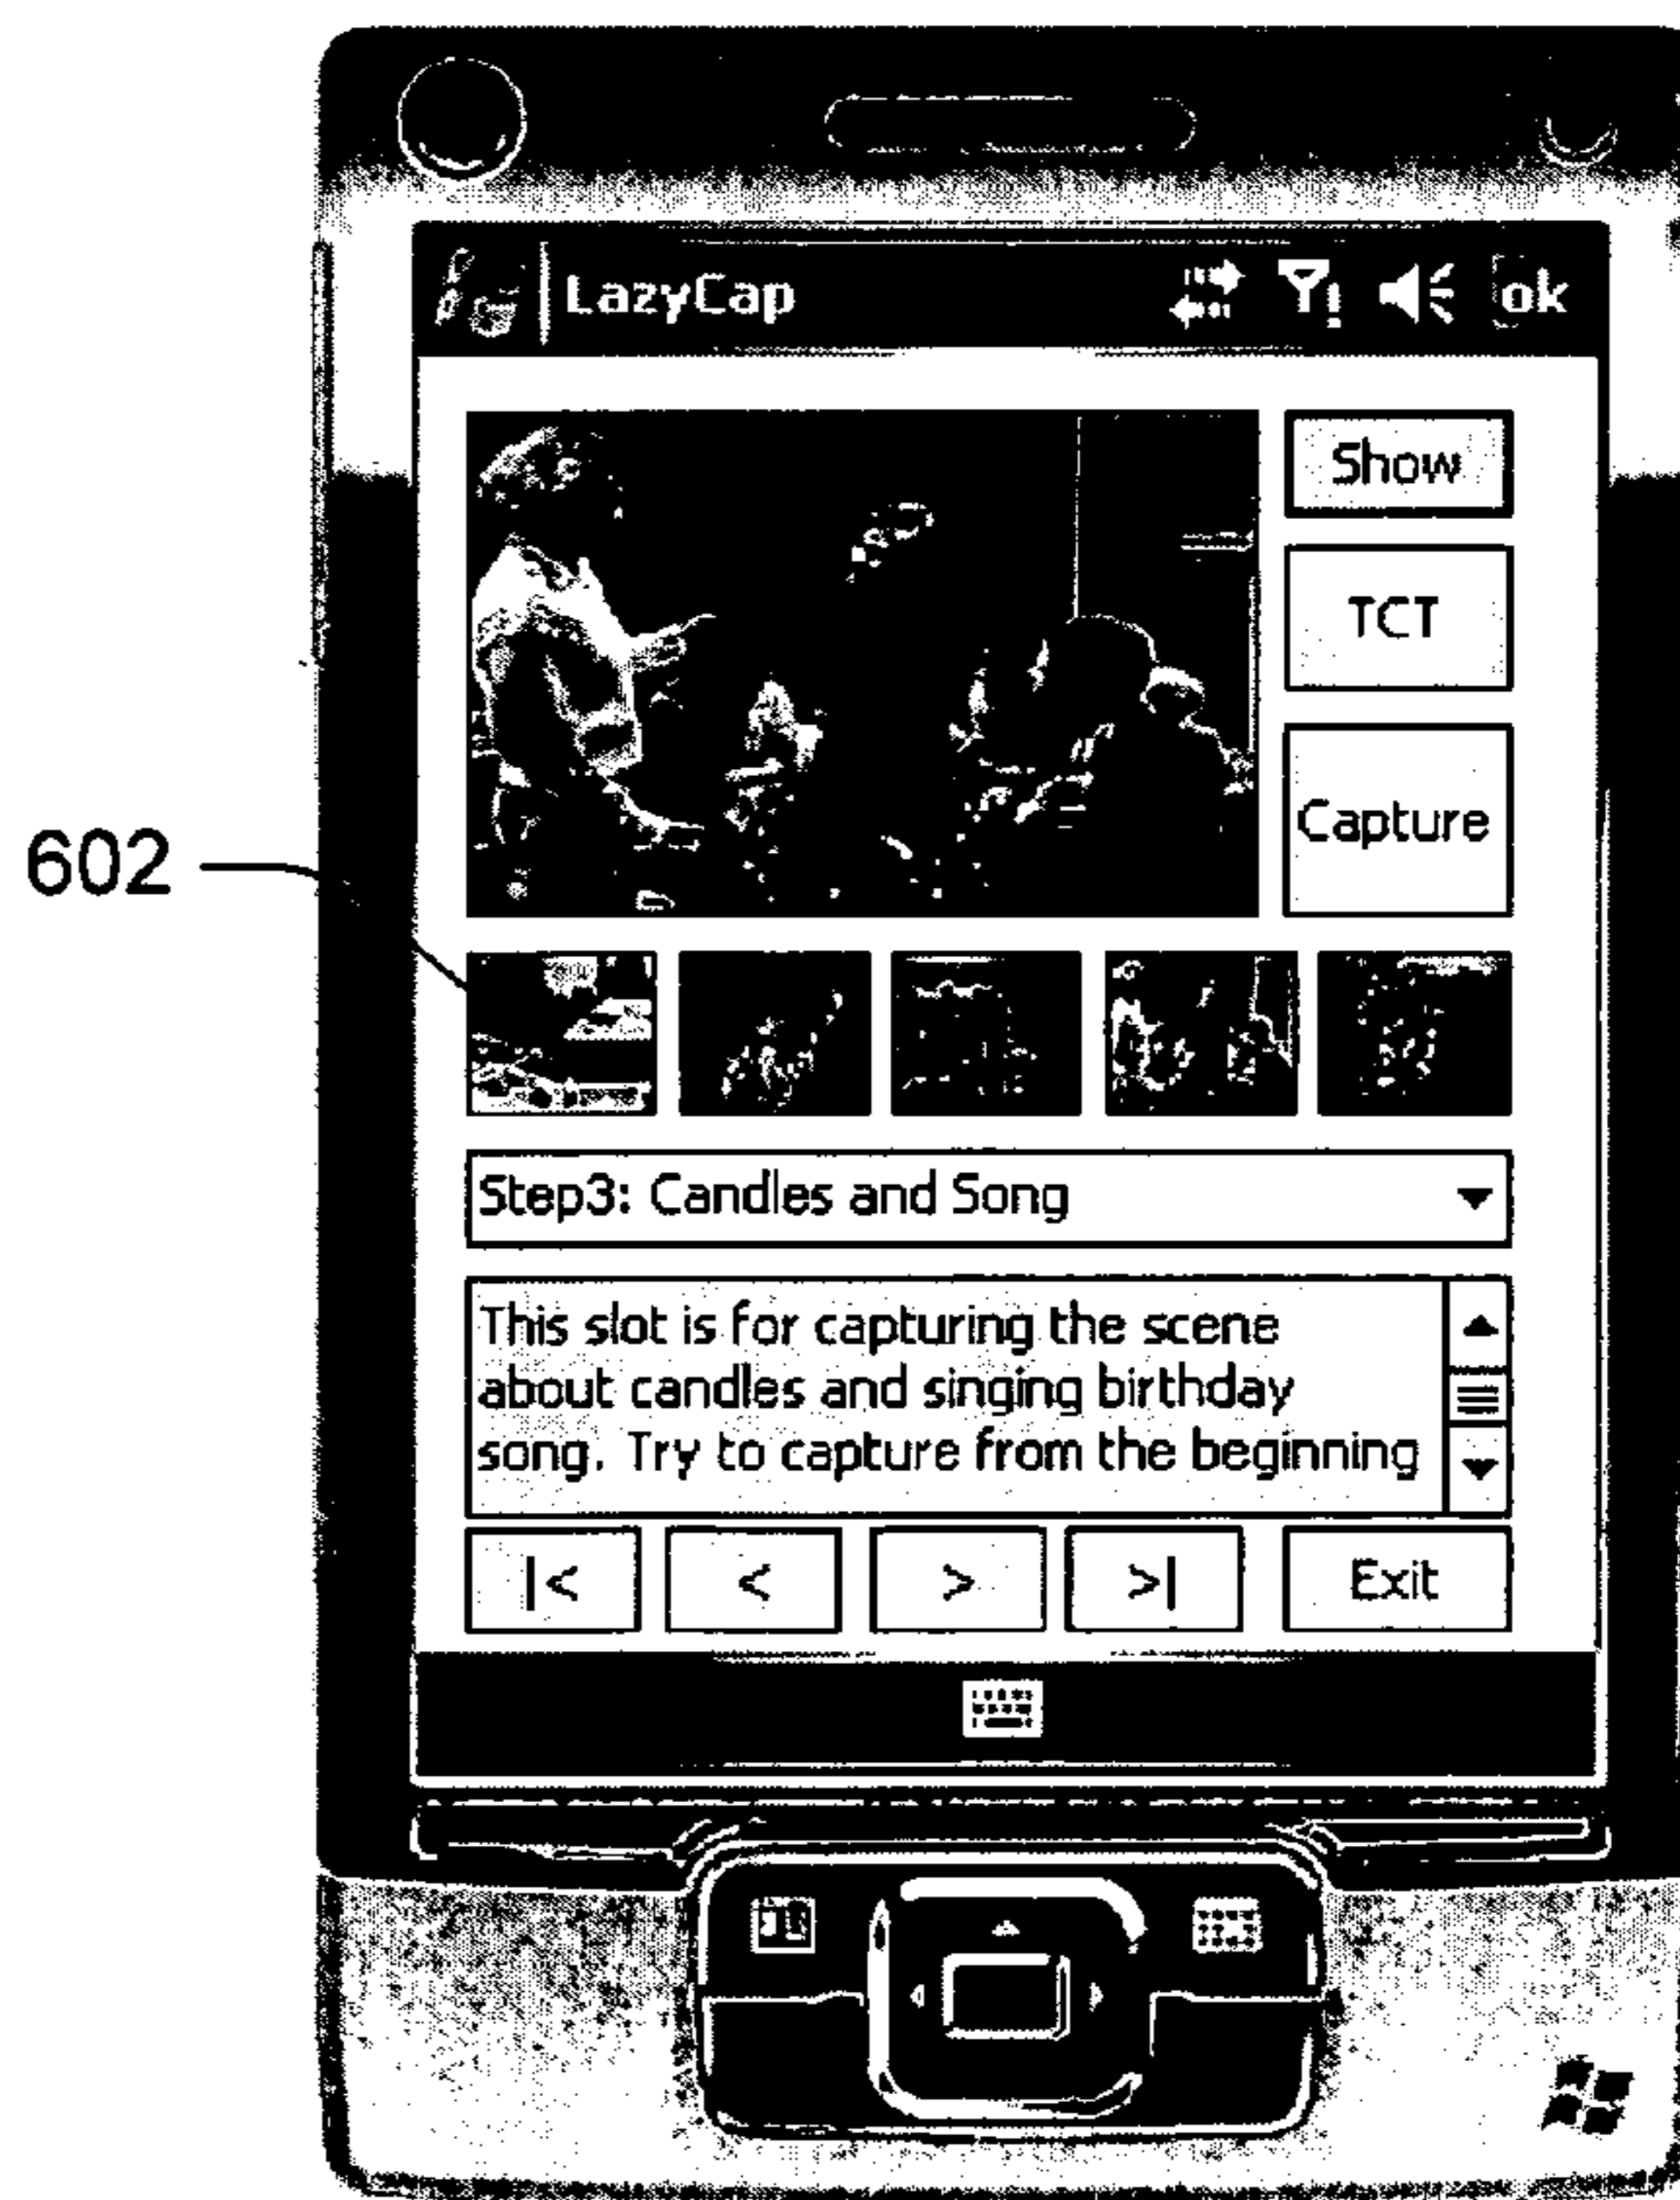 LazyCap
ok
Show
TCT
Capture
602
Step3: Candles and Song
This slot is for capturing the scene
about candles and singing birthday
song. Try to capture from the beginning
|< < > >| Exit